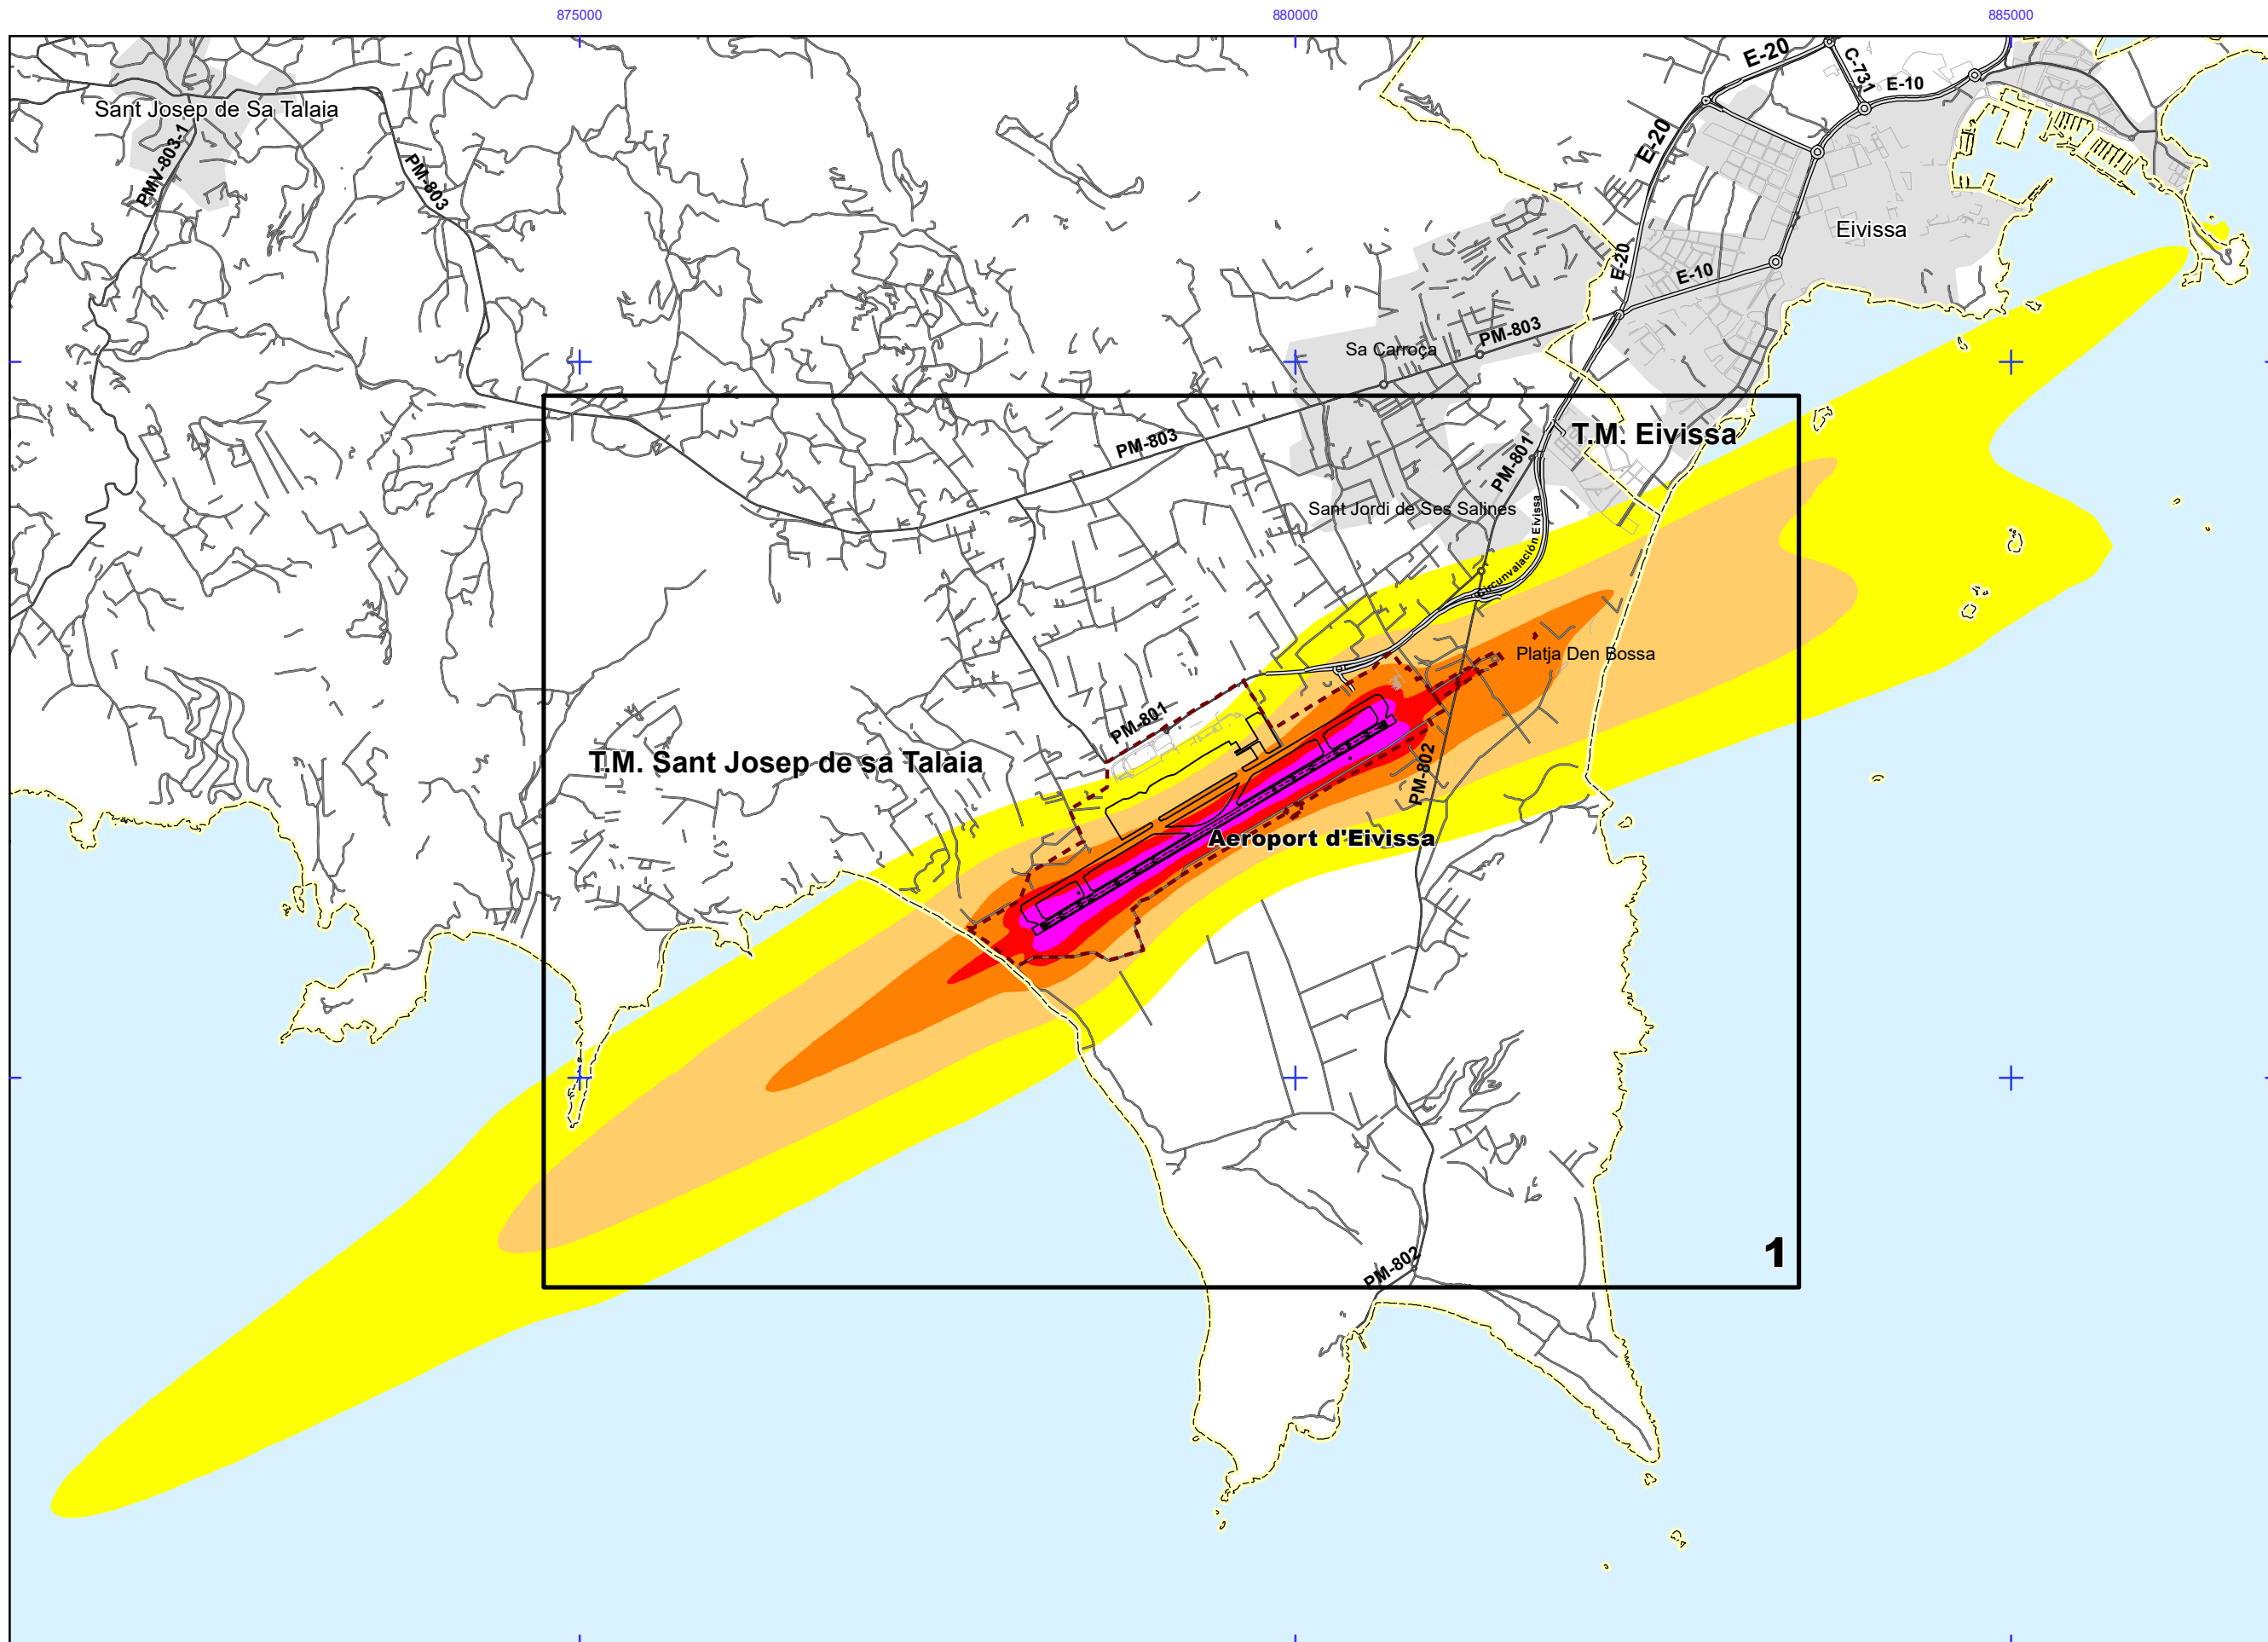 875000
880000
885000
E-20
C-731
E-10
Sant Josep de Sa Talaia
PMV-803-1
PM-803
E-20
Eivissa
E-20
E-10
PM-803
Sa Carroça
T.M. Eivissa
PM-803
PM-801
Sant Jordi de Ses Salines
Circunvalación Eivissa
Platja Den Bossa
PM-801
T.M. Sant Josep de sa Talaia
PM-802
Aeroport d'Eivissa
PM-802
1